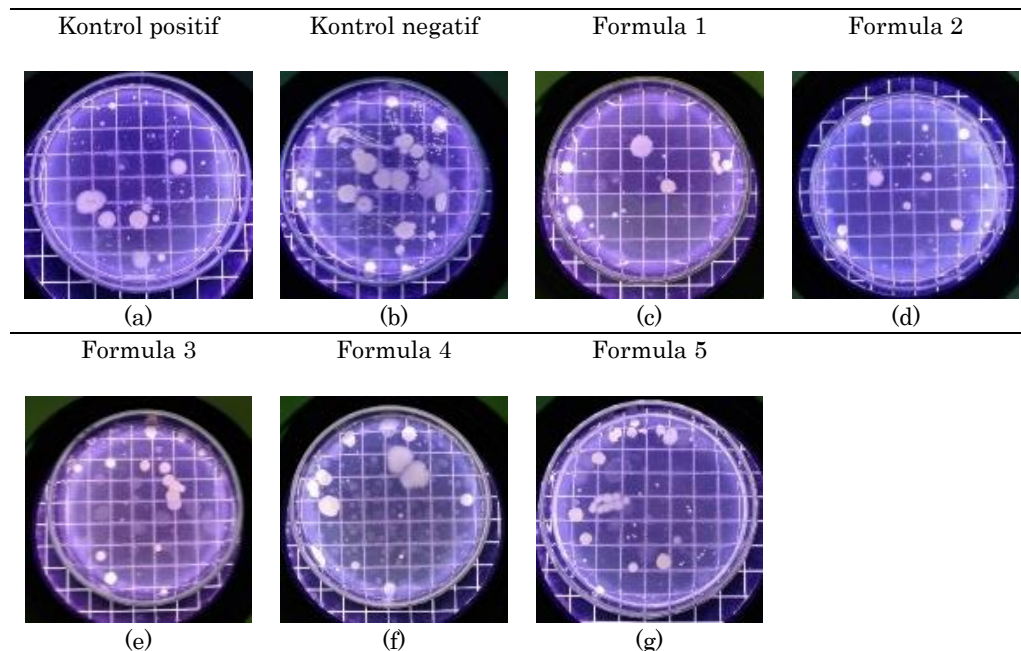 Kontrol positif Kontrol negatif Formula 1 Formula 2
(a) (b) (c) (d)
Formula 3 Formula 4 Formula 5
(e) (f) (g)